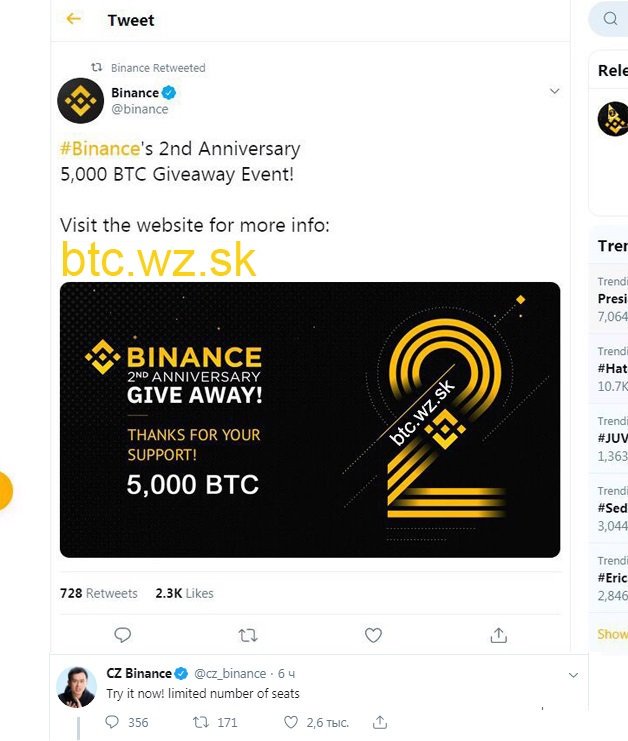 Tweet
Binance Retweeted
Binance
@binance
#Binance's 2nd Anniversary
5,000 BTC Giveaway Event!
Visit the website for more info:
btc.wz.sk
BINANCE
2ND ANNIVERSARY
GIVE AWAY!
THANKS FOR YOUR
SUPPORT!
5,000 BTC
btc.wz.sk
728 Retweets 2.3K Likes
CZ Binance @cz_binance · 6 ч
Try it now! limited number of seats
356 171 2,6 тыс.
Rele
Tren
Trendi
Presi
7,064
Trendi
#Hat
10.7K
Trendi
#JUV
1,363
Trendi
#Sed
3,044
Trendi
#Eric
2,846
Show